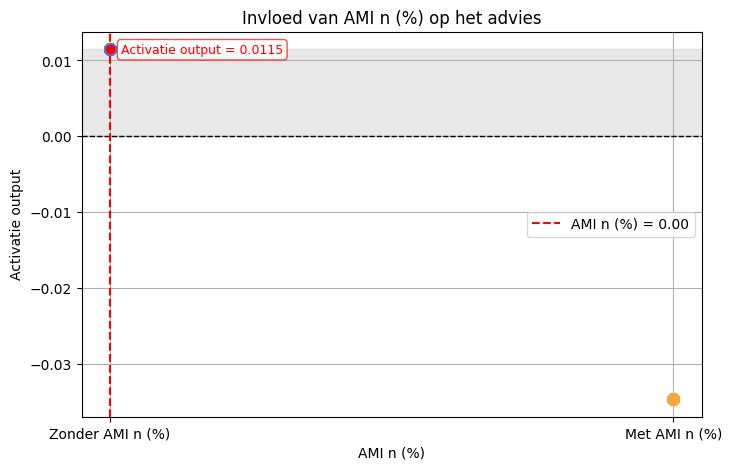 Invloed van AMI n (%) op het advies
Activatie output = 0.0115
0.01
0.00
−0.01
−0.02
−0.03
Activatie output
AMI n (%) = 0.00
Zonder AMI n (%)
Met AMI n (%)
AMI n (%)